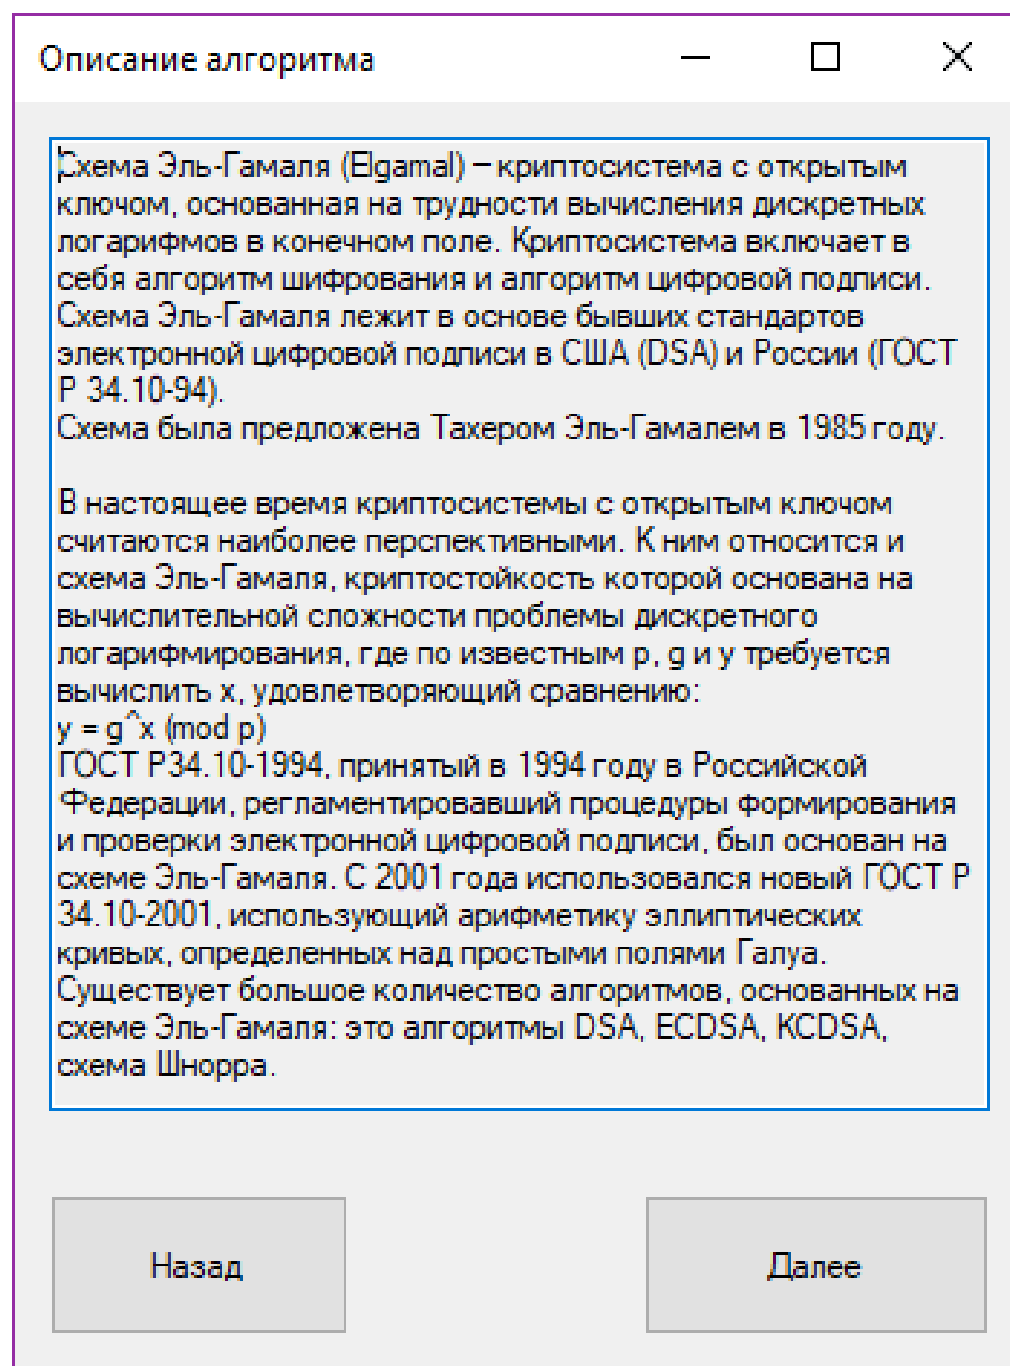 Описание алгоритма
Схема Эль-Гамаля (Elgamal) – криптосистема с открытым
ключом, основанная на трудности вычисления дискретных
логарифмов в конечном поле. Криптосистема включает в
себя алгоритм шифрования и алгоритм цифровой подписи.
Схема Эль-Гамаля лежит в основе бывших стандартов
электронной цифровой подписи в США (DSA) и России (ГОСТ
Р 34.10-94).
Схема была предложена Тахером Эль-Гамалем в 1985 году.
В настоящее время криптосистемы с открытым ключом
считаются наиболее перспективными. К ним относится и
схема Эль-Гамаля, криптостойкость которой основана на
вычислительной сложности проблемы дискретного
логарифмирования, где по известным p, g и y требуется
вычислить x, удовлетворяющий сравнению:
y = g^x (mod p)
ГОСТ Р34.10-1994, принятый в 1994 году в Российской
Федерации, регламентировавший процедуры формирования
и проверки электронной цифровой подписи, был основан на
схеме Эль-Гамаля. С 2001 года использовался новый ГОСТ Р
34.10-2001, использующий арифметику эллиптических
кривых, определенных над простыми полями Галуа.
Существует большое количество алгоритмов, основанных на
схеме Эль-Гамаля: это алгоритмы DSA, ECDSA, KCDSA,
схема Шнорра.
Назад
Далее